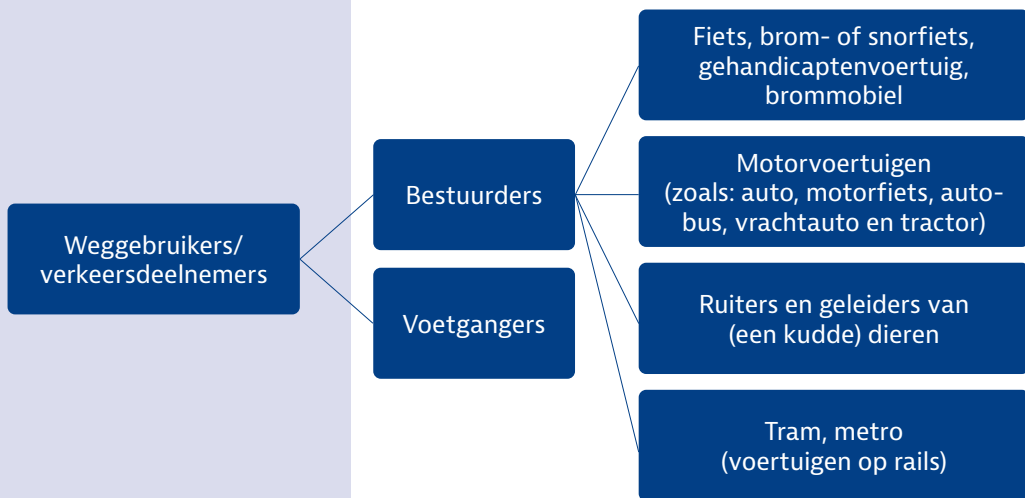 Weggebruikers/
verkeersdeelnemers
Bestuurders
Voetgangers
Fiets, brom- of snorfiets,
gehandicaptenvoertuig,
brommobiel
Motorvoertuigen
(zoals: auto, motorfiets, auto-
bus, vrachtauto en tractor)
Ruiters en geleiders van
(een kudde) dieren
Tram, metro
(voertuigen op rails)